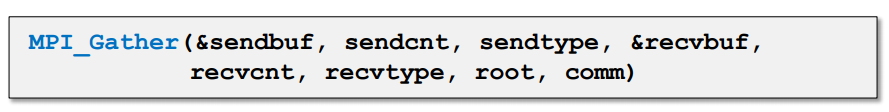 MPI_Gather(&sendbuf, sendcnt, sendtype, &recvbuf,
recvcnt, recvtype, root, comm)